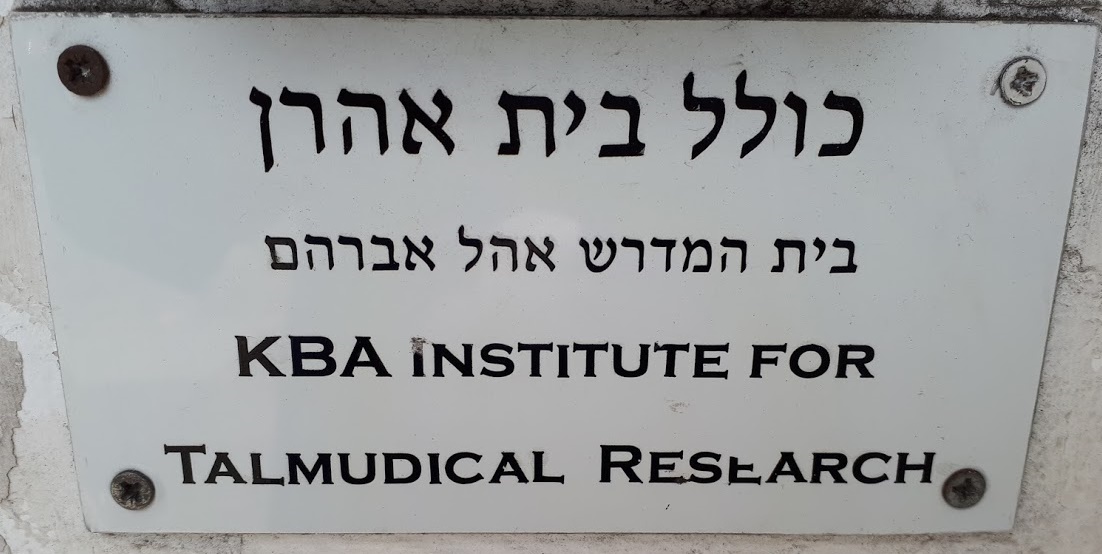 כולל בית אהרן
בית המדרש אהל אברהם
KBA INSTITUTE FOR
TALMUDICAL RESEARCH